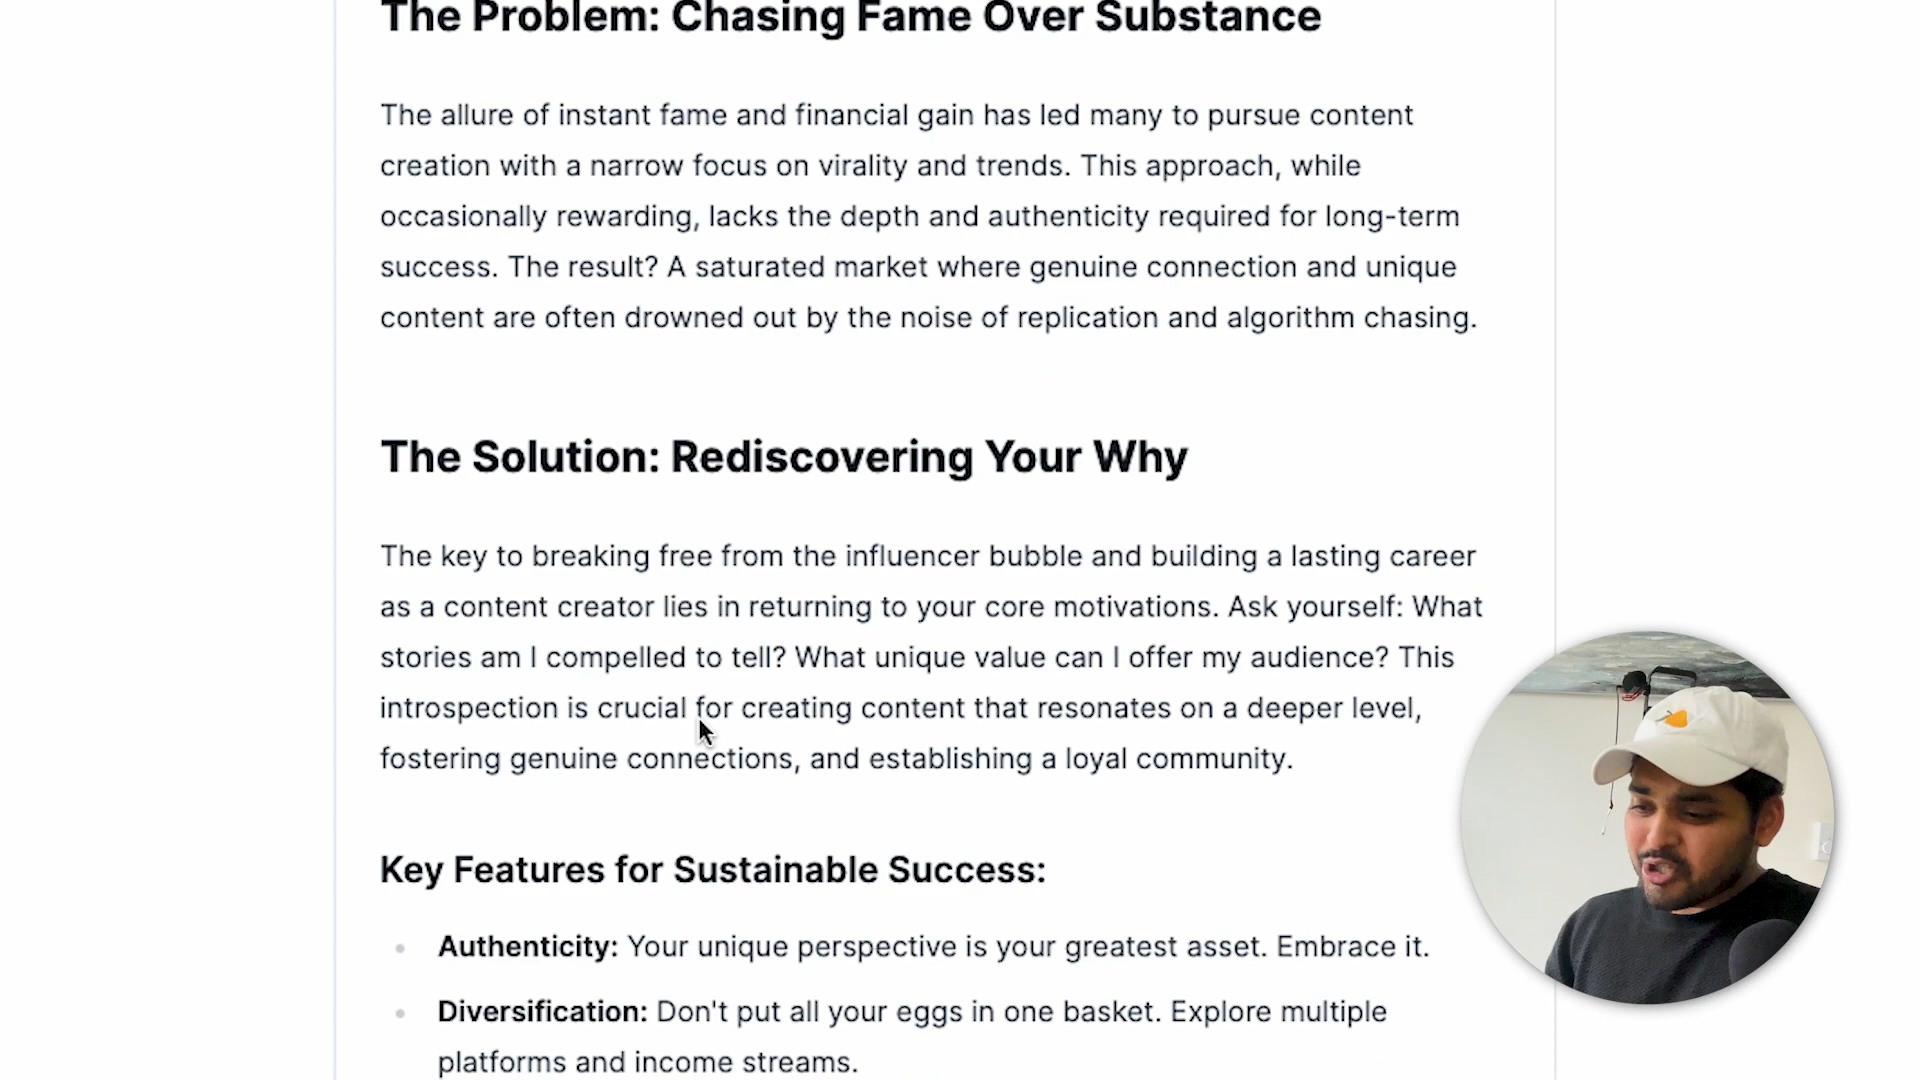 The Problem: Chasing Fame Over Substance
The allure of instant fame and financial gain has led many to pursue content
creation with a narrow focus on virality and trends. This approach, while
occasionally rewarding, lacks the depth and authenticity required for long-term
success. The result? A saturated market where genuine connection and unique
content are often drowned out by the noise of replication and algorithm chasing.
The Solution: Rediscovering Your Why
The key to breaking free from the influencer bubble and building a lasting career
as a content creator lies in returning to your core motivations. Ask yourself: What
stories am I compelled to tell? What unique value can I offer my audience? This
introspection is crucial for creating content that resonates on a deeper level,
fostering genuine connections, and establishing a loyal community.
Key Features for Sustainable Success:
• Authenticity: Your unique perspective is your greatest asset. Embrace it.
• Diversification: Don't put all your eggs in one basket. Explore multiple
platforms and income streams.